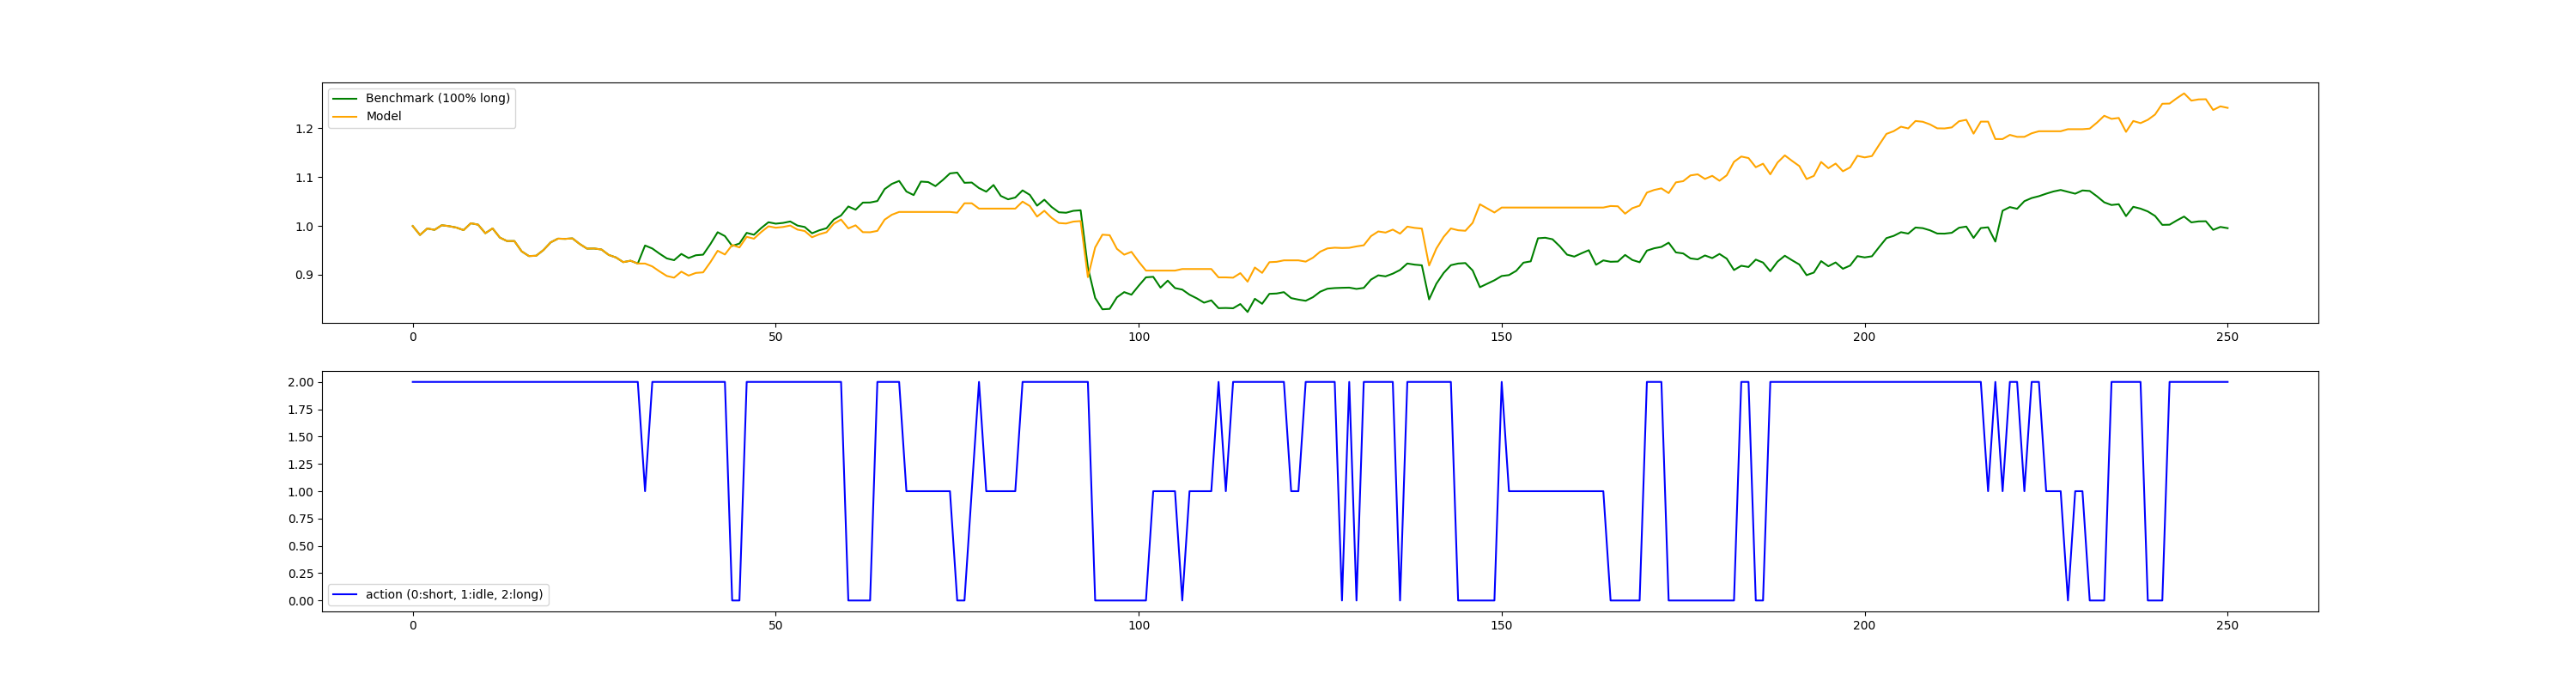 Benchmark (100% long)
Model
1.2
1.1
1.0
0.9
0 50 100 150 200 250
2.00
1.75
1.50
1.25
1.00
0.75
0.50
0.25
0.00
action (0:short, 1:idle, 2:long)
0 50 100 150 200 250